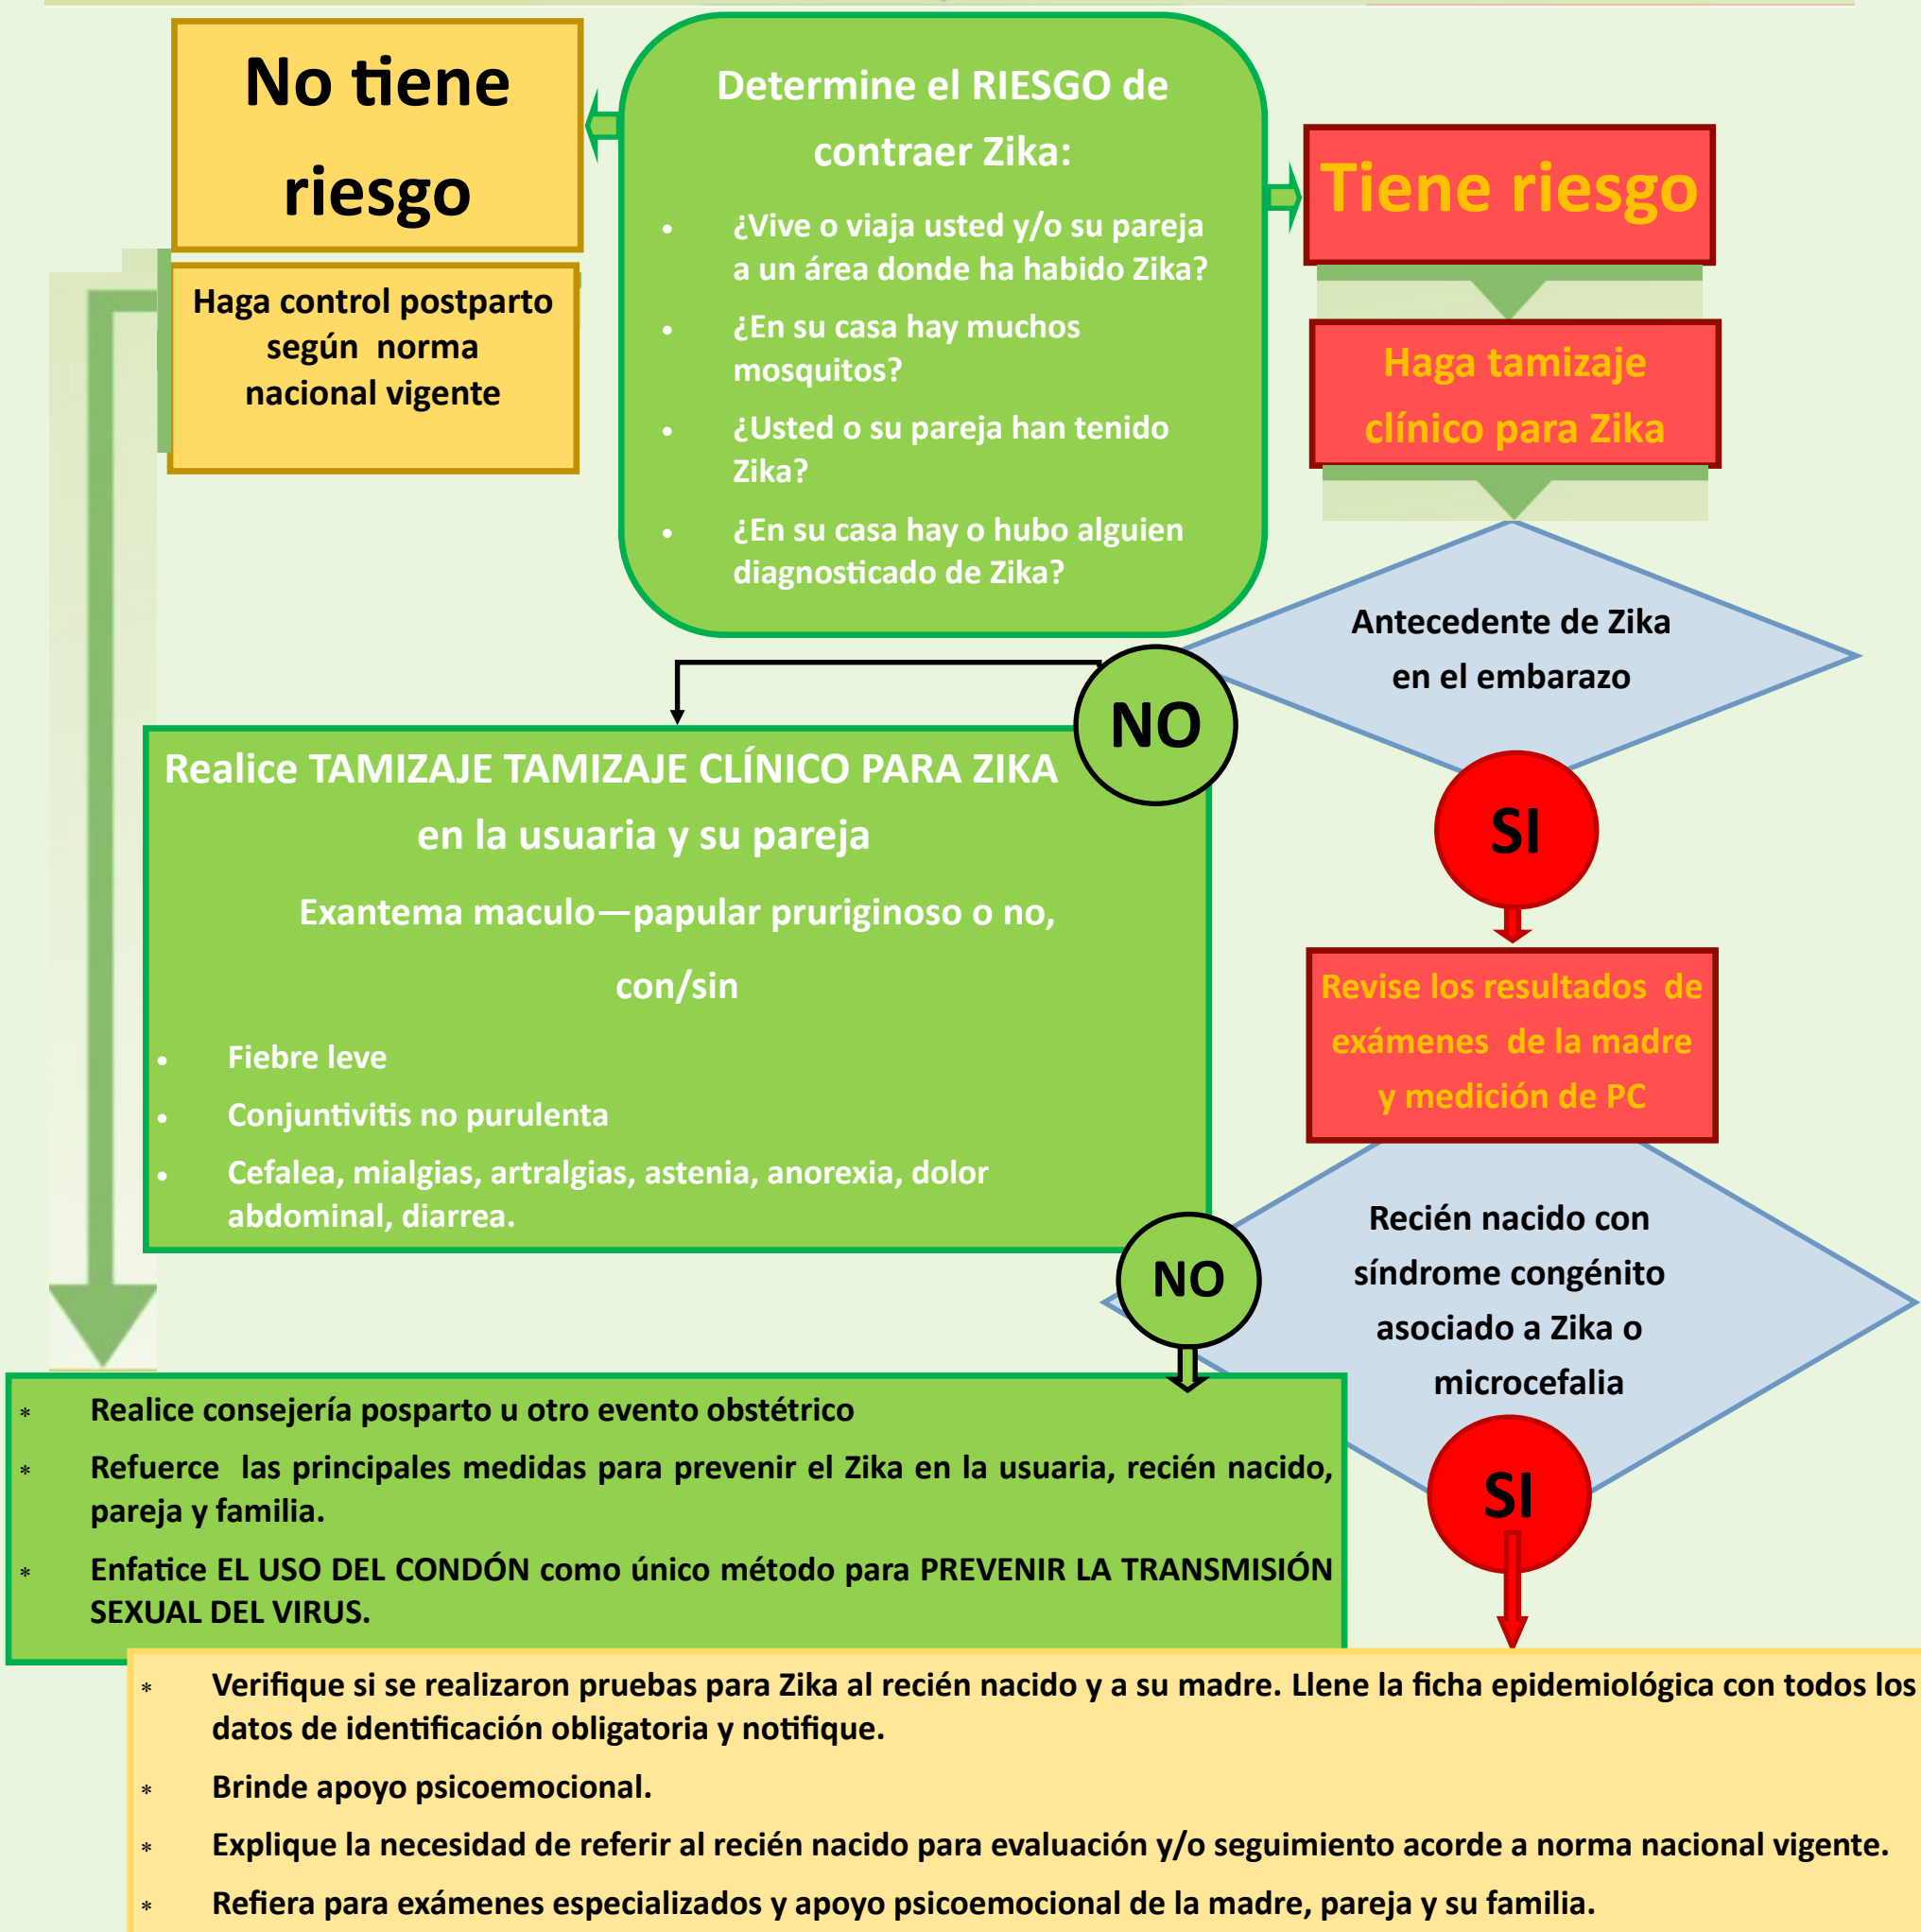 No tiene
riesgo
Haga control postparto
según norma
nacional vigente
Determine el RIESGO de
contraer Zika:
• ¿Vive o viaja usted y/o su pareja
a un área donde ha habido Zika?
• ¿En su casa hay muchos
mosquitos?
• ¿Usted o su pareja han tenido
Zika?
• ¿En su casa hay o hubo alguien
diagnosticado de Zika?
Tiene riesgo
Haga tamizaje
clínico para Zika
Antecedente de Zika
en el embarazo
NO
SI
Realice TAMIZAJE TAMIZAJE CLÍNICO PARA ZIKA
en la usuaria y su pareja
Exantema maculo—papular pruriginoso o no,
con/sin
• Fiebre leve
• Conjuntivitis no purulenta
• Cefalea, mialgias, artralgias, astenia, anorexia, dolor
abdominal, diarrea.
Revise los resultados de
exámenes de la madre
y medición de PC
Recién nacido con
síndrome congénito
asociado a Zika o
microcefalia
NO
SI
* Realice consejería posparto u otro evento obstétrico
* Refuerce las principales medidas para prevenir el Zika en la usuaria, recién nacido,
pareja y familia.
* Enfatice EL USO DEL CONDÓN como único método para PREVENIR LA TRANSMISIÓN
SEXUAL DEL VIRUS.
* Verifique si se realizaron pruebas para Zika al recién nacido y a su madre. Llene la ficha epidemiológica con todos los
datos de identificación obligatoria y notifique.
* Brinde apoyo psicoemocional.
* Explique la necesidad de referir al recién nacido para evaluación y/o seguimiento acorde a norma nacional vigente.
* Refiera para exámenes especializados y apoyo psicoemocional de la madre, pareja y su familia.